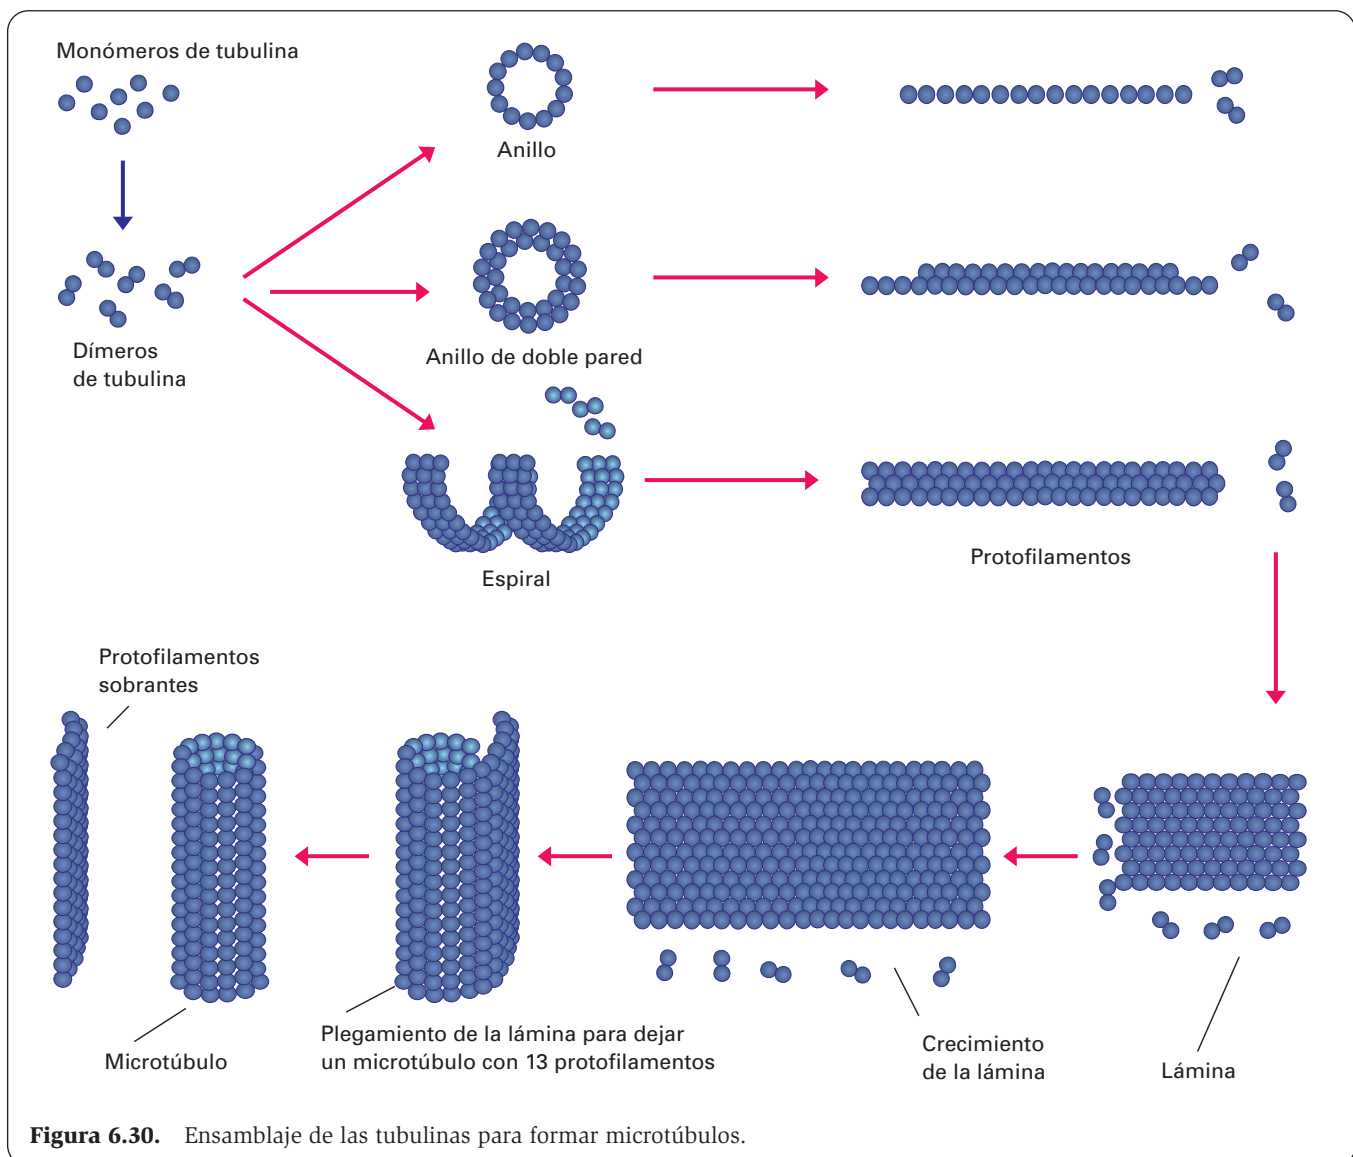 Monómeros de tubulina
Anillo
Dímeros
de tubulina
Anillo de doble pared
Espiral
Protofilamentos
Protofilamentos
sobrantes
Microtúbulo
Plegamiento de la lámina para dejar
un microtúbulo con 13 protofilamentos
Crecimiento
de la lámina
Lámina
Figura 6.30. Ensamblaje de las tubulinas para formar microtúbulos.